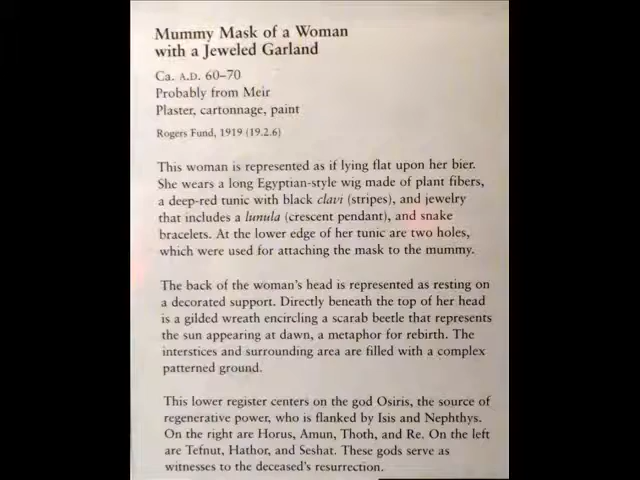 Mummy Mask of a Woman
with a Jeweled Garland
Ca. A.D. 60–70
Probably from Meir
Plaster, cartonnage, paint
Rogers Fund, 1919 (19.2.6)
This woman is represented as if lying flat upon her bier.
She wears a long Egyptian-style wig made of plant fibers,
a deep-red tunic with black clavi (stripes), and jewelry
that includes a lunula (crescent pendant), and snake
bracelets. At the lower edge of her tunic are two holes,
which were used for attaching the mask to the mummy.
The back of the woman's head is represented as resting on
a decorated support. Directly beneath the top of her head
is a gilded wreath encircling a scarab beetle that represents
the sun appearing at dawn, a metaphor for rebirth. The
interstices and surrounding area are filled with a complex
patterned ground.
This lower register centers on the god Osiris, the source of
regenerative power, who is flanked by Isis and Nephthys.
On the right are Horus, Amun, Thoth, and Re. On the left
are Tefnut, Hathor, and Seshat. These gods serve as
witnesses to the deceased's resurrection.